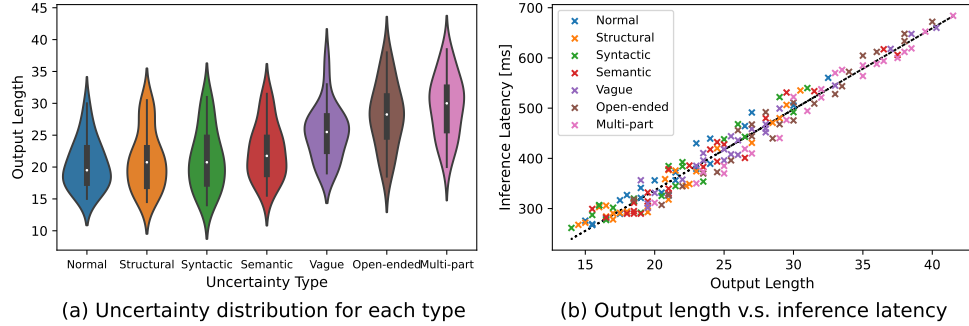 45
40
35
30
25
20
15
10
Output Length
Normal Structural Syntactic Semantic Vague Open-ended Multi-part
Uncertainty Type
(a) Uncertainty distribution for each type
700
600
500
400
300
Inference Latency [ms]
Normal
Structural
Syntactic
Semantic
Vague
Open-ended
Multi-part
15 20 25 30 35 40
Output Length
(b) Output length v.s. inference latency